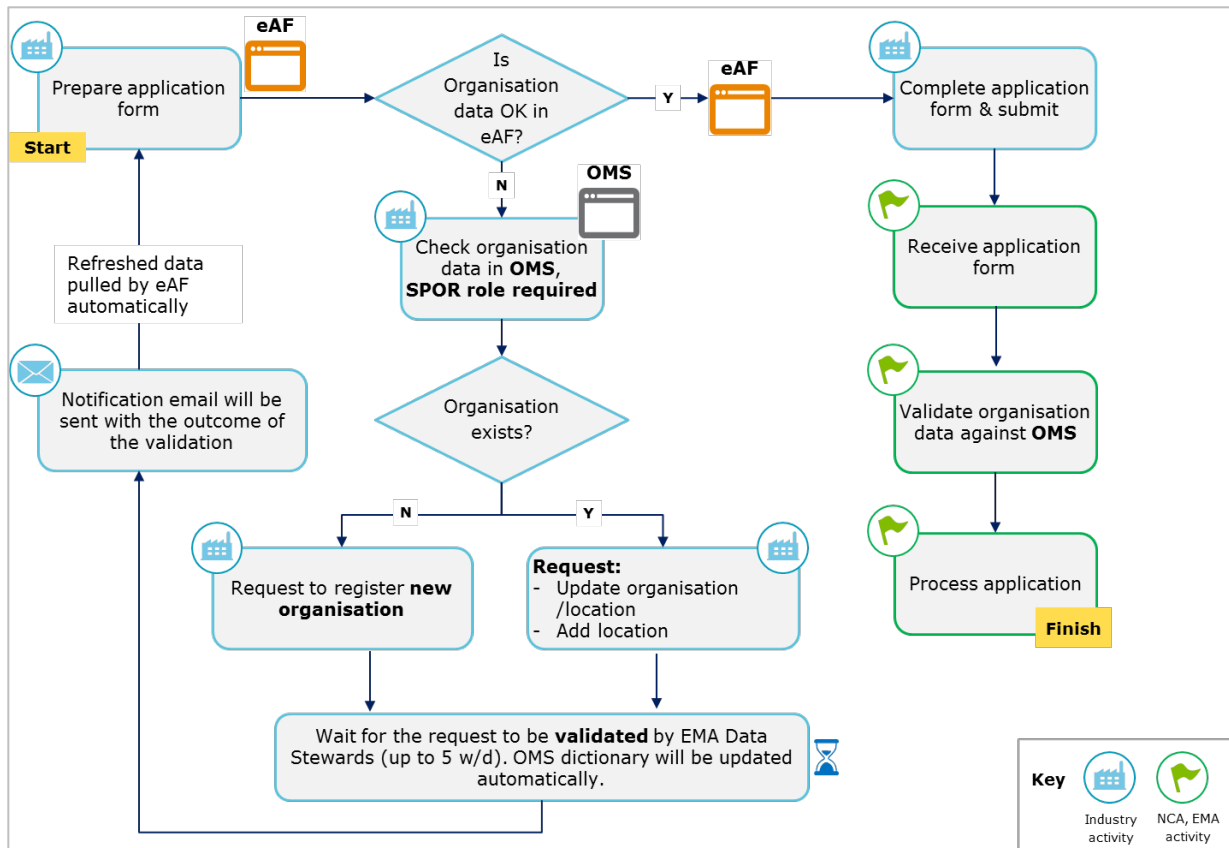 eAF
Prepare application
form
Start
Is
Organisation
data OK in
eAF?
Y
eAF
Complete application
form & submit
N
OMS
Check organisation
data in OMS,
SPOR role required
Receive application
form
Refreshed data
pulled by eAF
automatically
Notification email will be
sent with the outcome of
the validation
Organisation
exists?
Validate organisation
data against OMS
N
Y
Request to register new
organisation
Request:
- Update organisation
/location
- Add location
Process application
Finish
Wait for the request to be validated by EMA Data
Stewards (up to 5 w/d). OMS dictionary will be updated
automatically.
Key
Industry
activity
NCA, EMA
activity